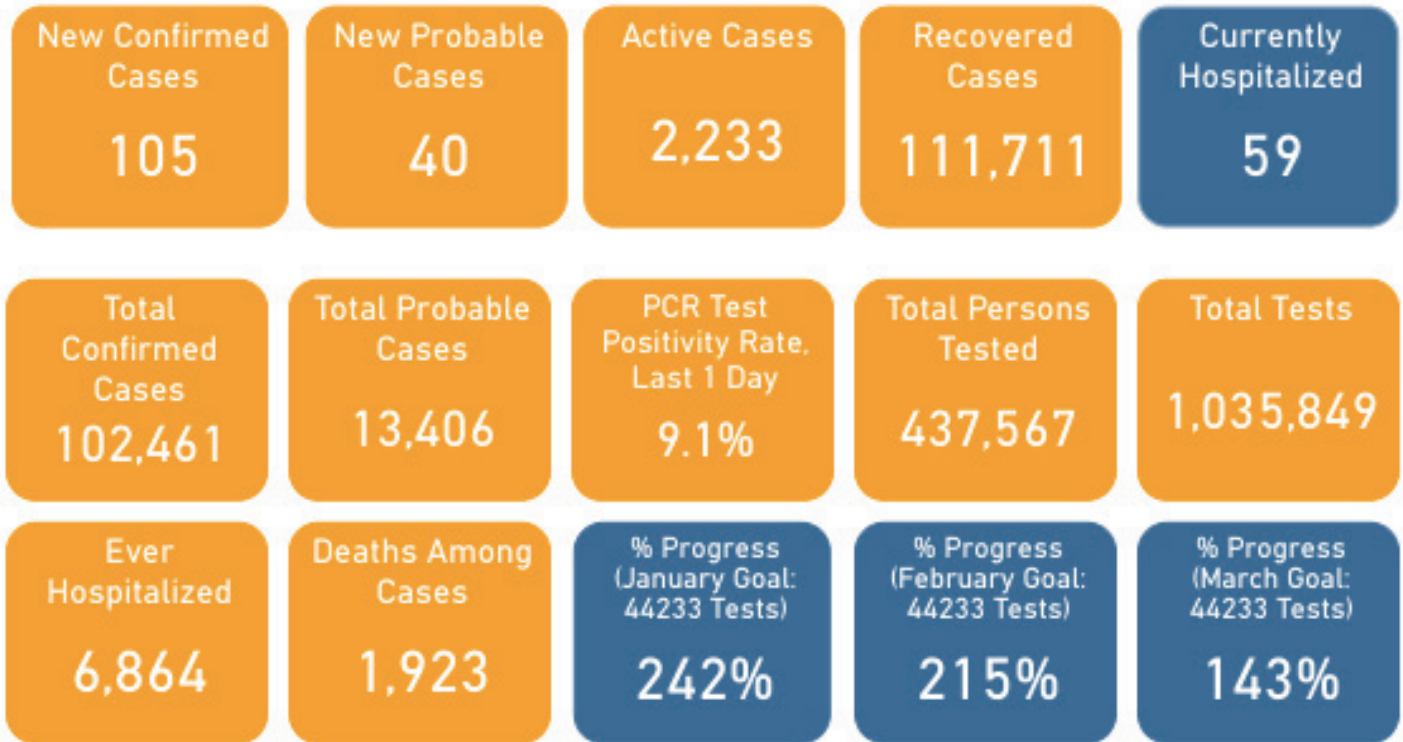 New Confirmed
Cases
105
New Probable
Cases
40
Active Cases
2,233
Recovered
Cases
111,711
Currently
Hospitalized
59
Total
Confirmed
Cases
102,461
Total Probable
Cases
13,406
PCR Test
Positivity Rate,
Last 1 Day
9.1%
Total Persons
Tested
437,567
Total Tests
1,035,849
Ever
Hospitalized
6,864
Deaths Among
Cases
1,923
% Progress
(January Goal:
44233 Tests)
242%
% Progress
(February Goal:
44233 Tests)
215%
% Progress
(March Goal:
44233 Tests)
143%